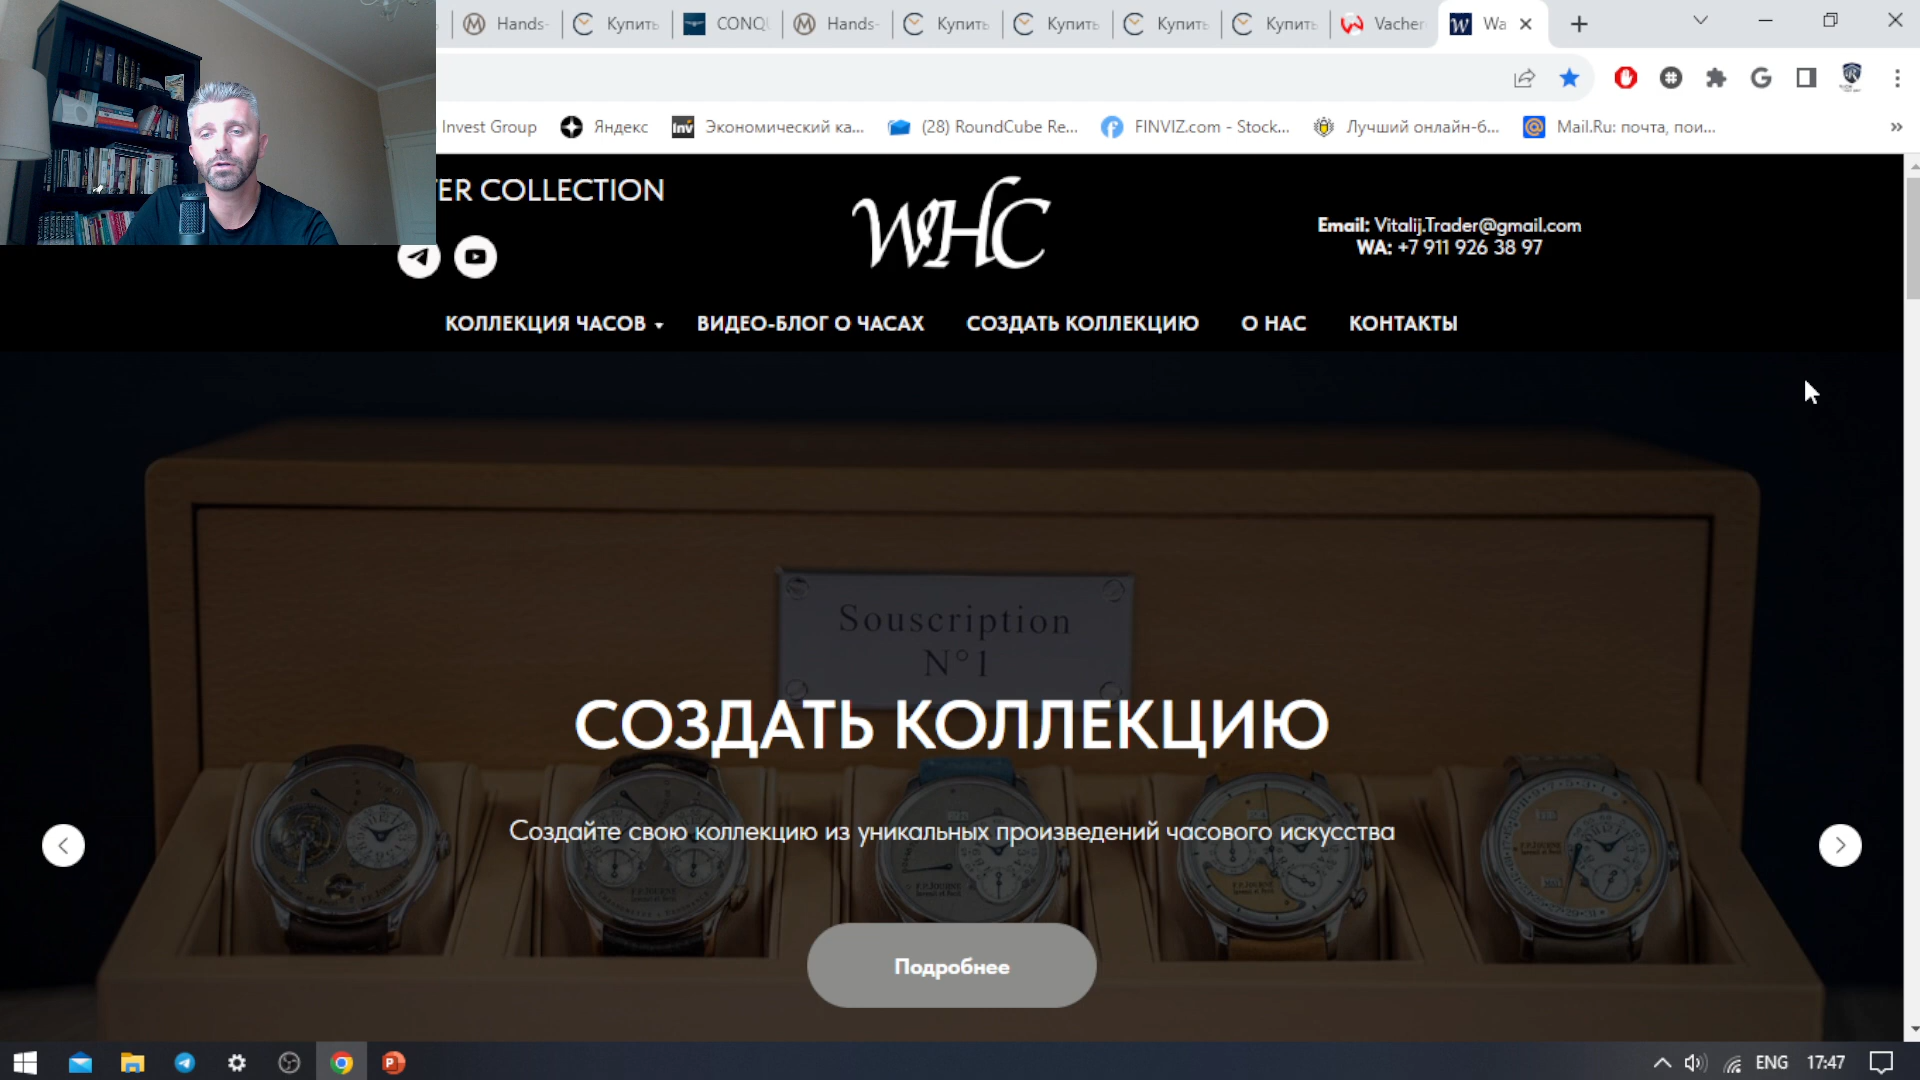 Hands-
Купить
CONQU
Hands-
Купить
Купить
Купить
Купить
Vacher
Wa
Invest Group
Яндекс
Экономический ка...
(28) RoundCube Re...
FINVIZ.com - Stock...
Лучший онлайн-б...
Mail.Ru: почта, пои...
TER COLLECTION
WHC
Email: Vitalij.Trader@gmail.com
WA: +7 911 926 38 97
КОЛЛЕКЦИЯ ЧАСОВ
ВИДЕО-БЛОГ О ЧАСАХ
СОЗДАТЬ КОЛЛЕКЦИЮ
О НАС
КОНТАКТЫ
Souscription
N°1
СОЗДАТЬ КОЛЛЕКЦИЮ
Создайте свою коллекцию из уникальных произведений часового искусства
Подробнее
ENG
17:47